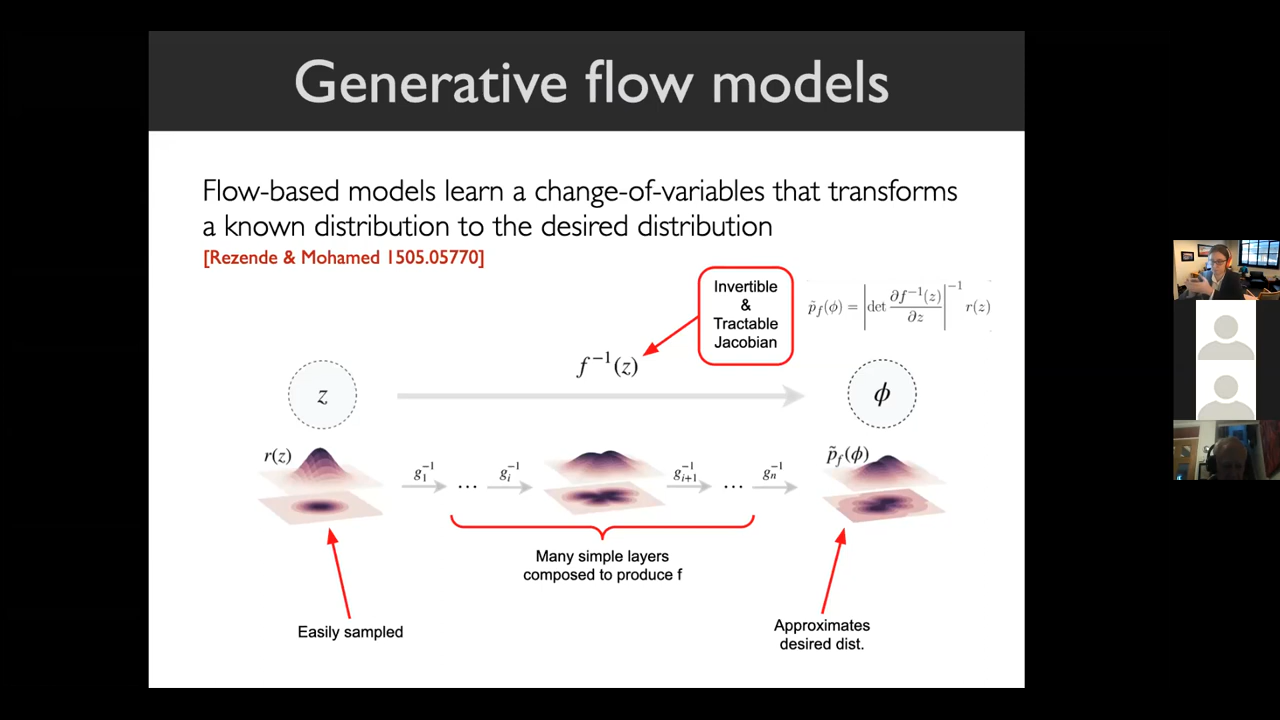 Generative flow models
Flow-based models learn a change-of-variables that transforms
a known distribution to the desired distribution
[Rezende & Mohamed 1505.05770]
Invertible
&
Tractable
Jacobian
p̃_f(ϕ) = |det ∂f⁻¹(z)/∂z|⁻¹ r(z)
f⁻¹(z)
z
ϕ
r(z)
g₁⁻¹
...
gᵢ⁻¹
gᵢ₊₁⁻¹
...
gₙ⁻¹
p̃_f(ϕ)
Many simple layers
composed to produce f
Easily sampled
Approximates
desired dist.